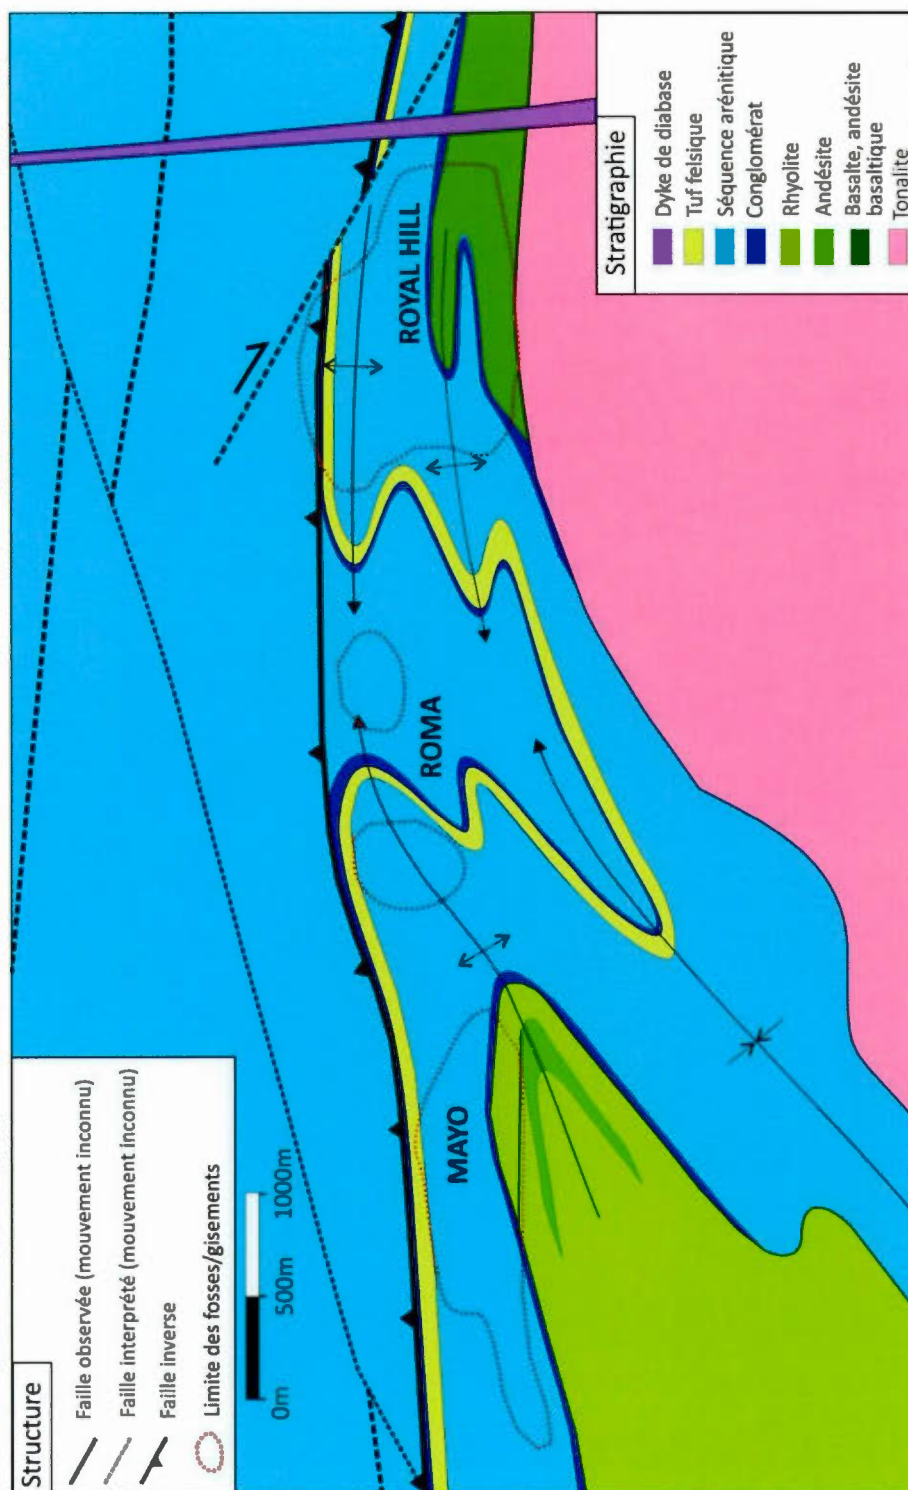 Structure
Faille observée (mouvement inconnu)
Faille interprété (mouvement inconnu)
Faille inverse
Limite des fosses/gisements
0m
500m
1000m
MAYO
ROMA
ROYAL HILL
Stratigraphie
Dyke de diabase
Tuf felsique
Séquence arénitique
Conglomérat
Rhyolite
Andésite
Basalte, andésite
basaltique
Tonalite